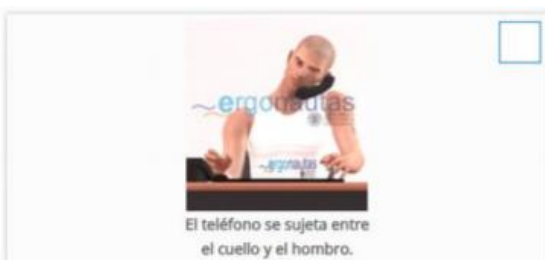 ergonautas
ergonautas
El teléfono se sujeta entre
el cuello y el hombro.